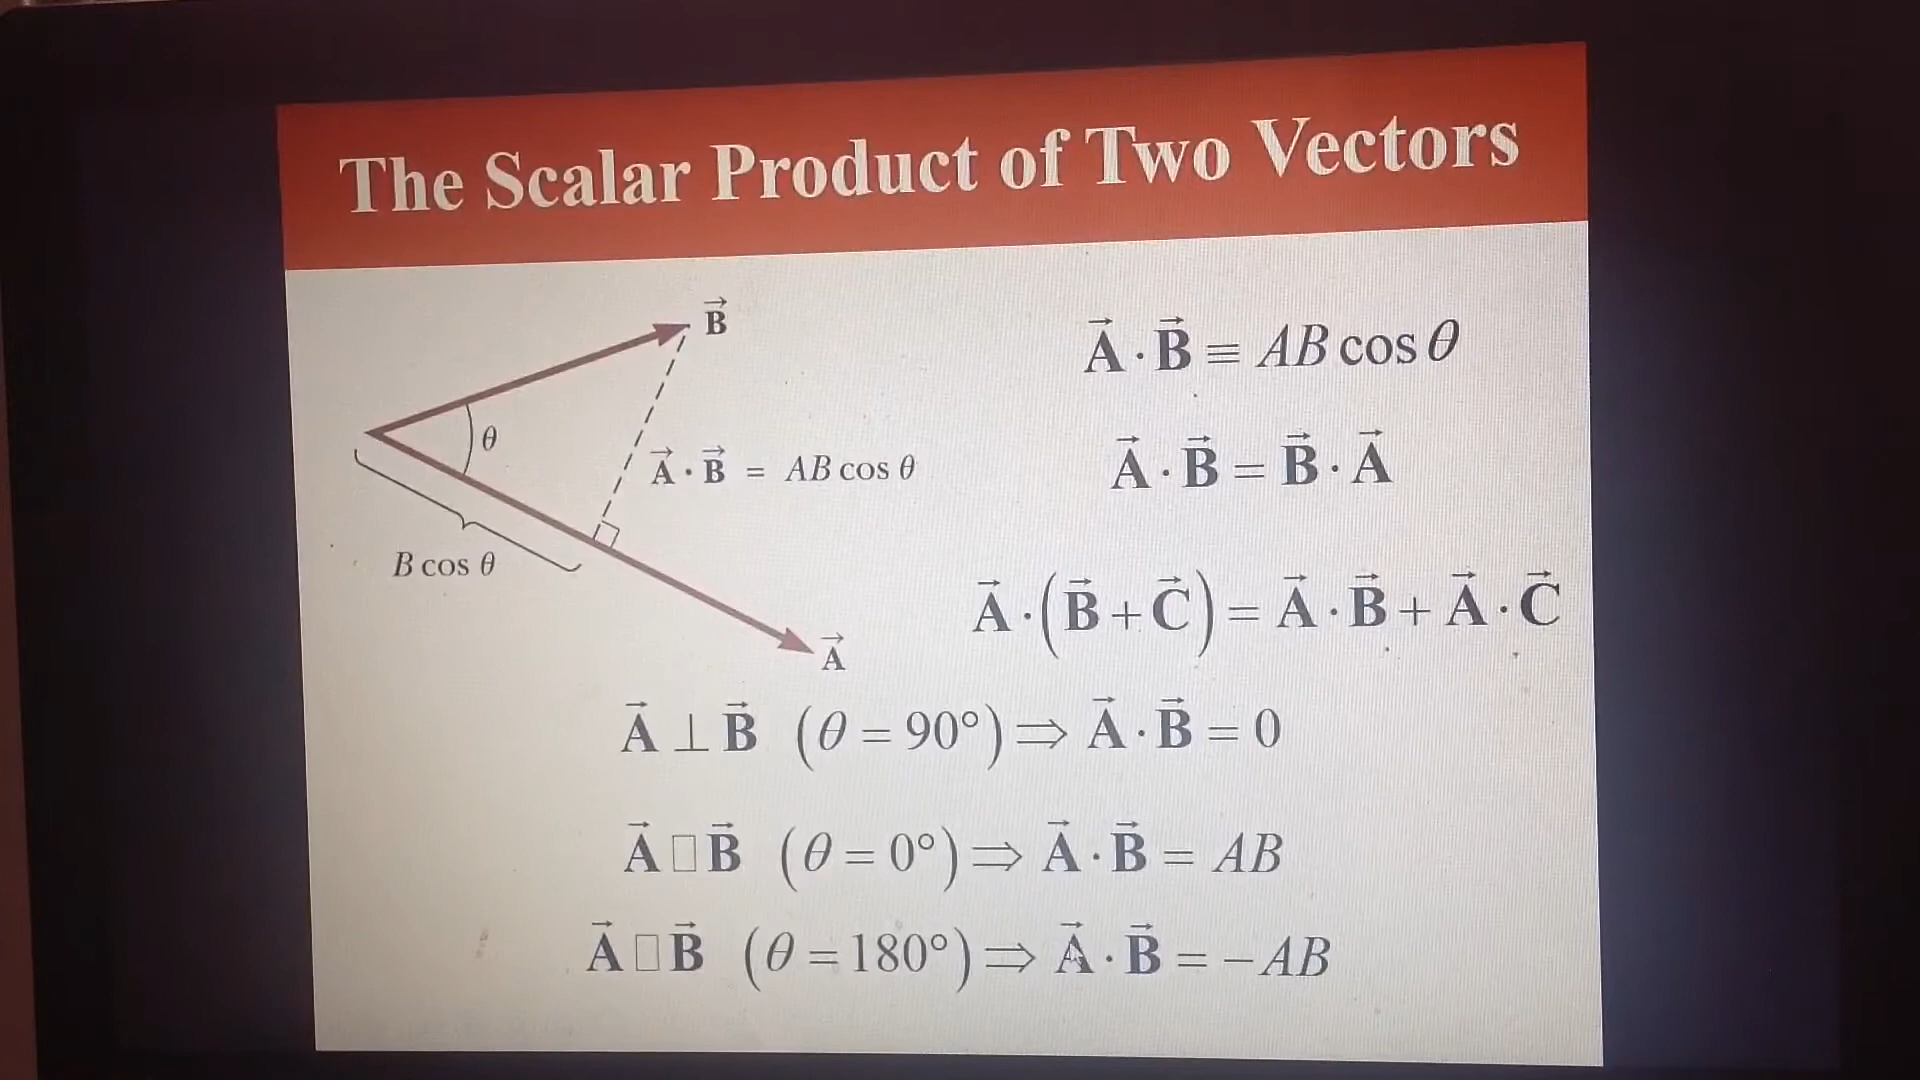 The Scalar Product of Two Vectors
B⃗
θ
A⃗ · B⃗ = AB cos θ
B cos θ
A⃗
A⃗ · B⃗ ≡ AB cos θ
A⃗ · B⃗ = B⃗ · A⃗
A⃗ · (B⃗ + C⃗) = A⃗ · B⃗ + A⃗ · C⃗
A⃗ ⊥ B⃗ (θ = 90°) ⇒ A⃗ · B⃗ = 0
A⃗ □ B⃗ (θ = 0°) ⇒ A⃗ · B⃗ = AB
A⃗ □ B⃗ (θ = 180°) ⇒ A⃗ · B⃗ = −AB